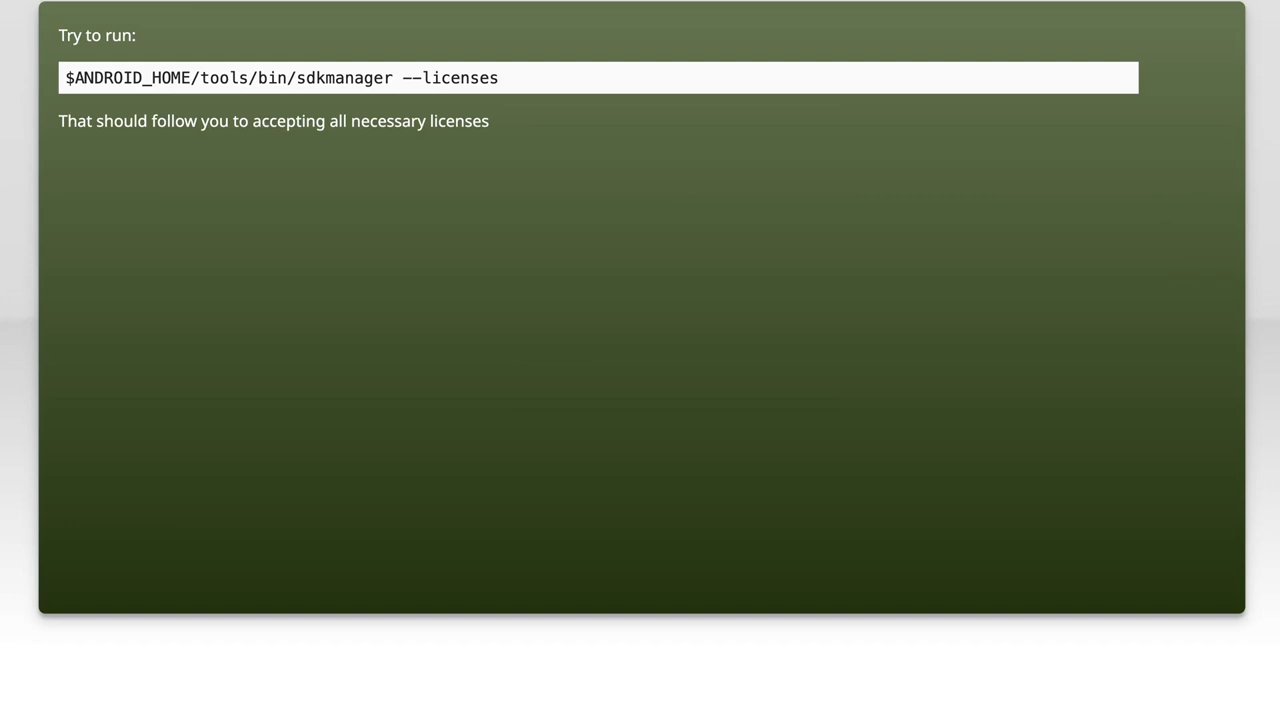 Try to run:
$ANDROID_HOME/tools/bin/sdkmanager --licenses
That should follow you to accepting all necessary licenses